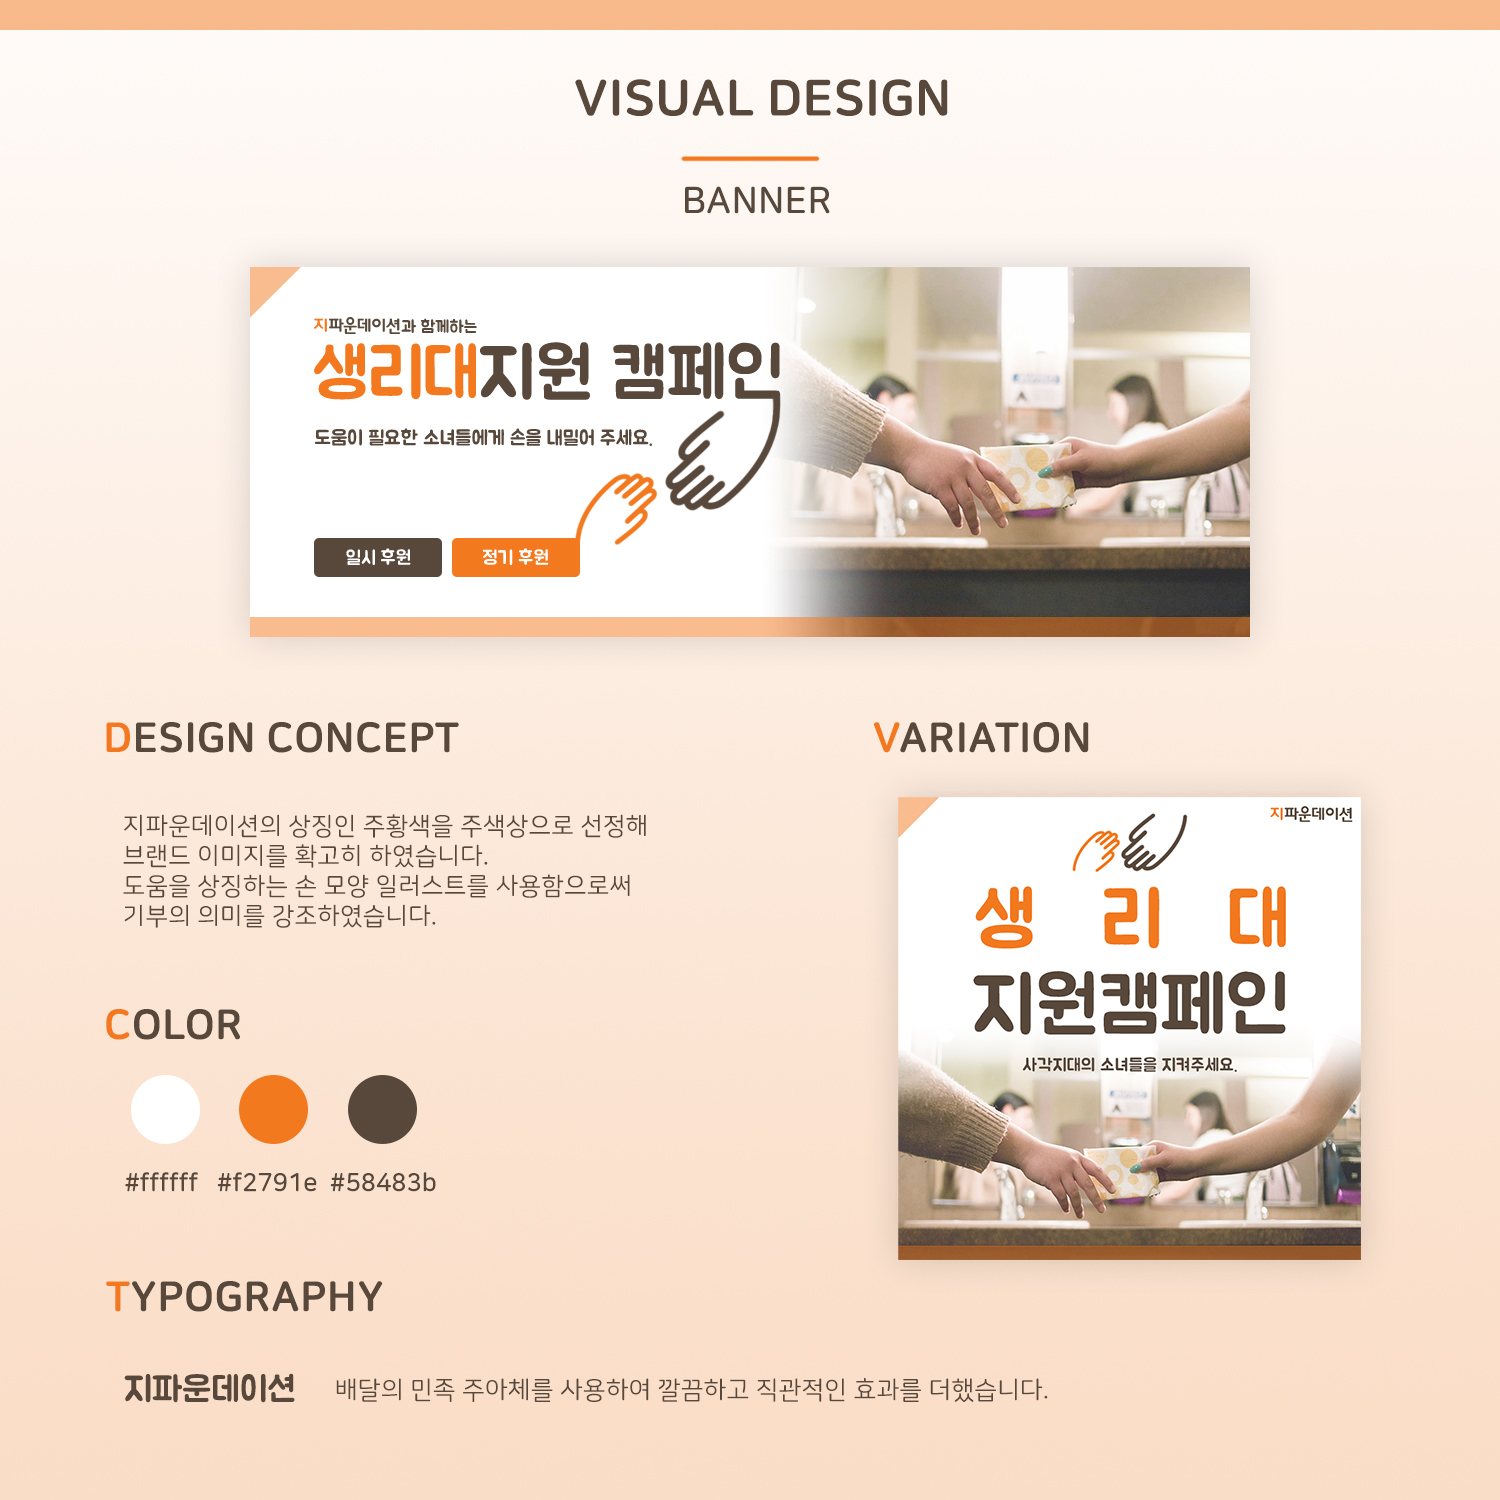 VISUAL DESIGN
BANNER
지파운데이션과 함께하는
생리대지원 캠페인
도움이 필요한 소녀들에게 손을 내밀어 주세요.
일시 후원
정기 후원
DESIGN CONCEPT
지파운데이션의 상징인 주황색을 주색상으로 선정해
브랜드 이미지를 확고히 하였습니다.
도움을 상징하는 손 모양 일러스트를 사용함으로써
기부의 의미를 강조하였습니다.
COLOR
#ffffff #f2791e #58483b
VARIATION
지파운데이션
생 리 대
지원캠페인
사각지대의 소녀들을 지켜주세요.
TYPOGRAPHY
지파운데이션 배달의 민족 주아체를 사용하여 깔끔하고 직관적인 효과를 더했습니다.